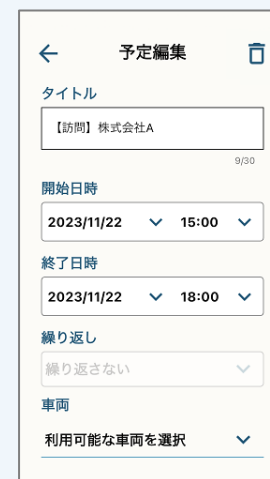 予定編集
タイトル
【訪問】株式会社A
9/30
開始日時
2023/11/22 15:00
終了日時
2023/11/22 18:00
繰り返し
繰り返さない
車両
利用可能な車両を選択